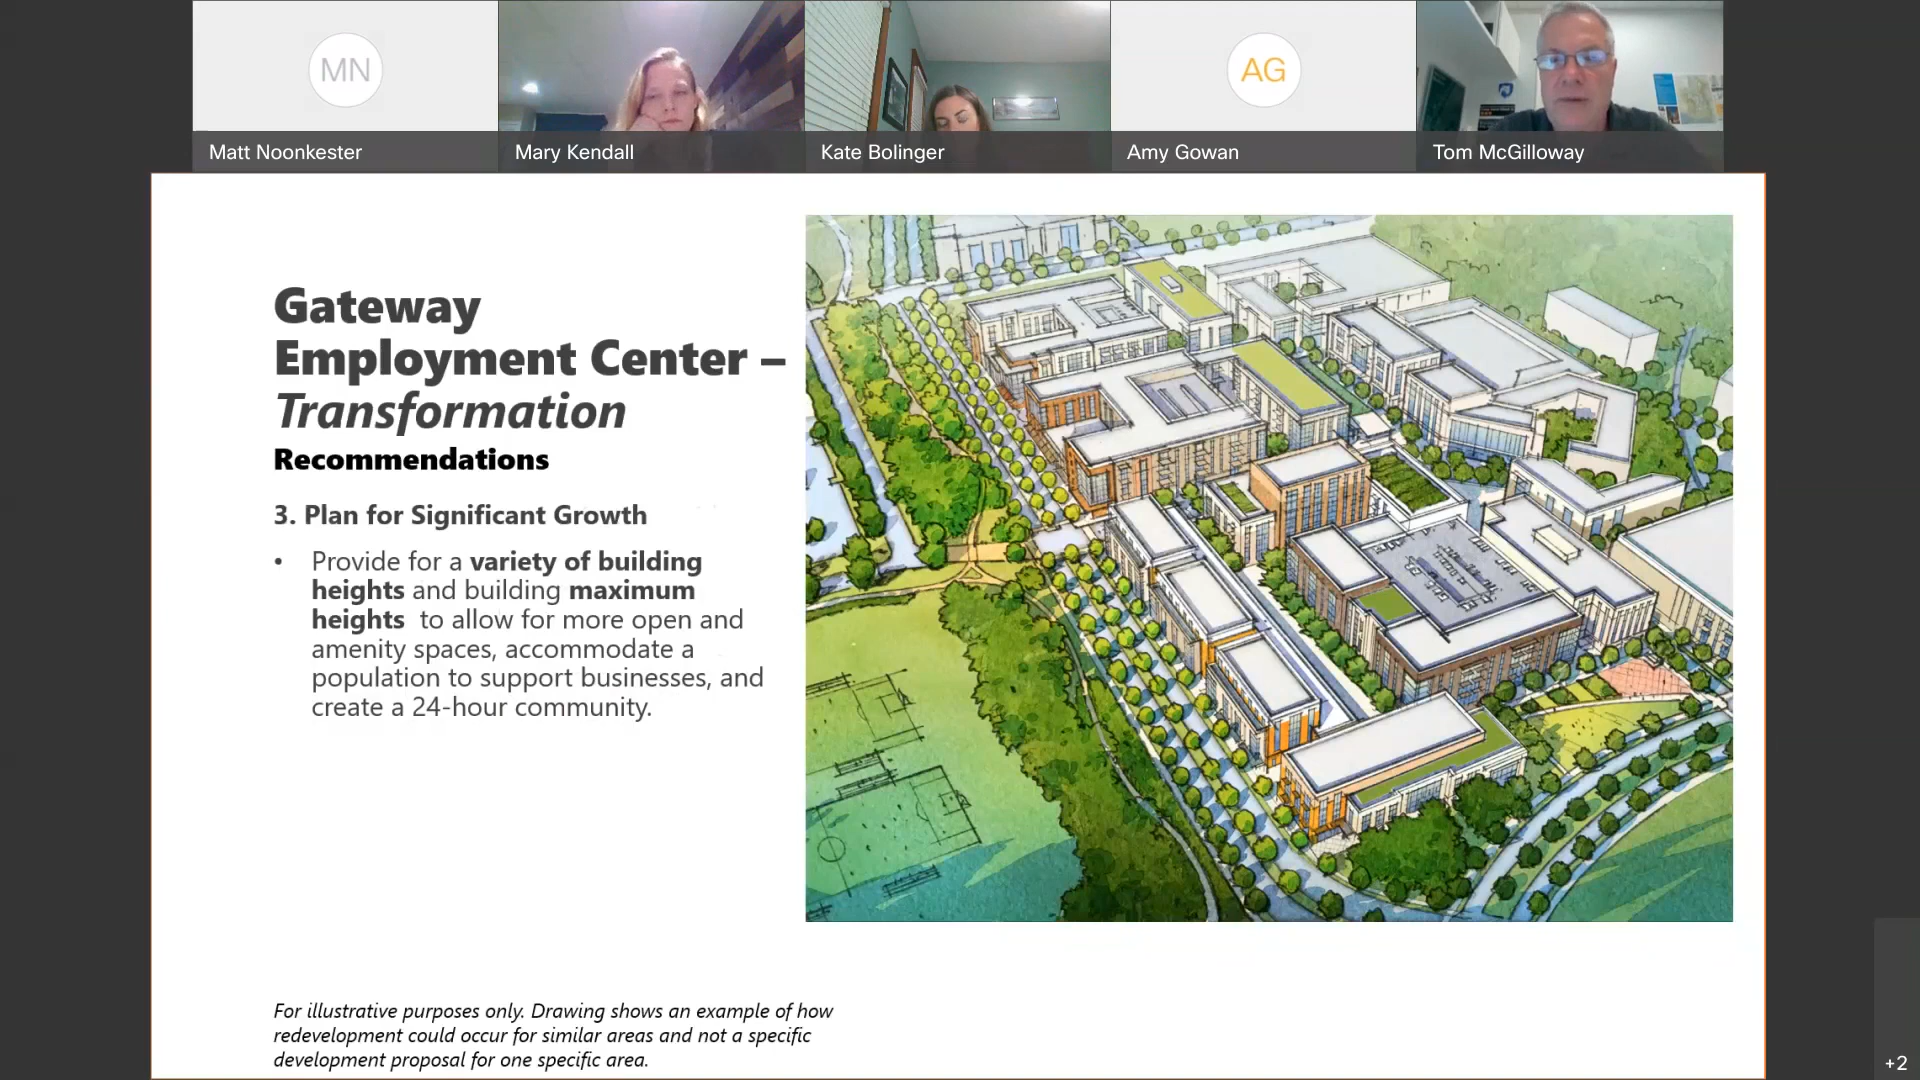 MN
AG
Matt Noonkester
Mary Kendall
Kate Bolinger
Amy Gowan
Tom McGilloway
Gateway
Employment Center –
Transformation
Recommendations
3. Plan for Significant Growth
• Provide for a variety of building
heights and building maximum
heights to allow for more open and
amenity spaces, accommodate a
population to support businesses, and
create a 24-hour community.
For illustrative purposes only. Drawing shows an example of how
redevelopment could occur for similar areas and not a specific
development proposal for one specific area.
+2